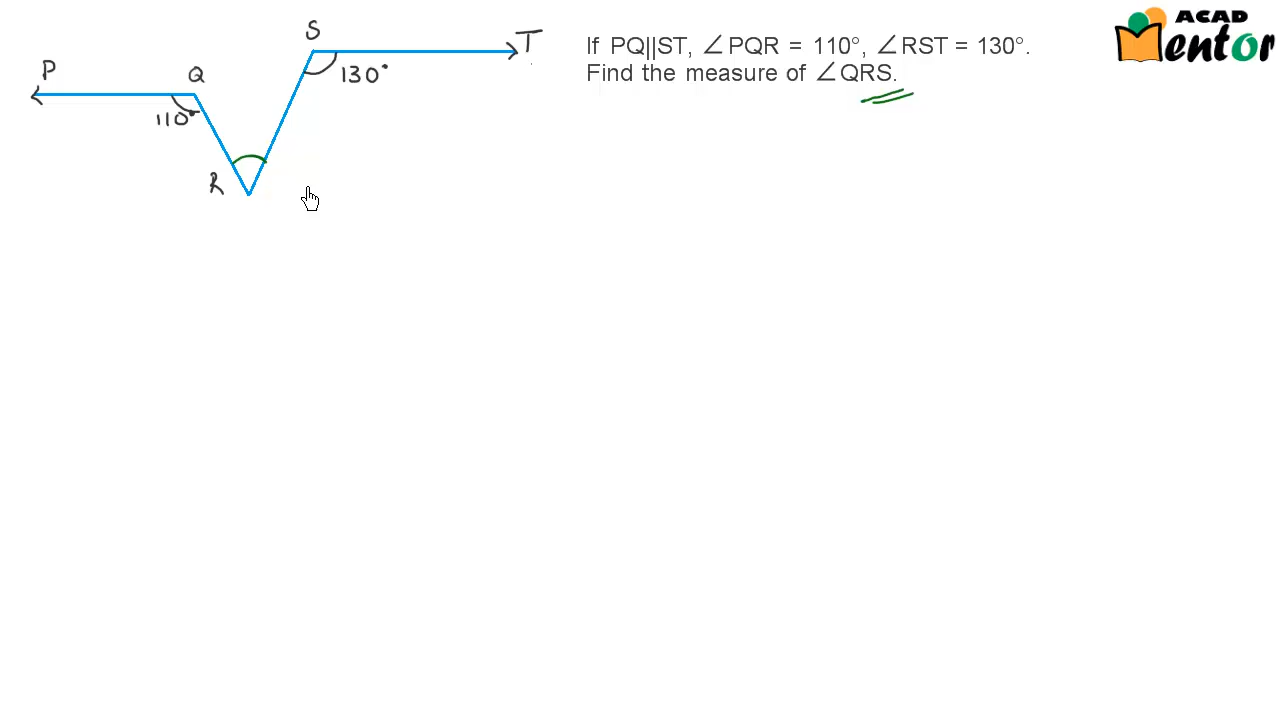 S
T
130°
P
Q
110°
R
If PQ||ST, ∠PQR = 110°, ∠RST = 130°.
Find the measure of ∠QRS.
ACAD
mentor